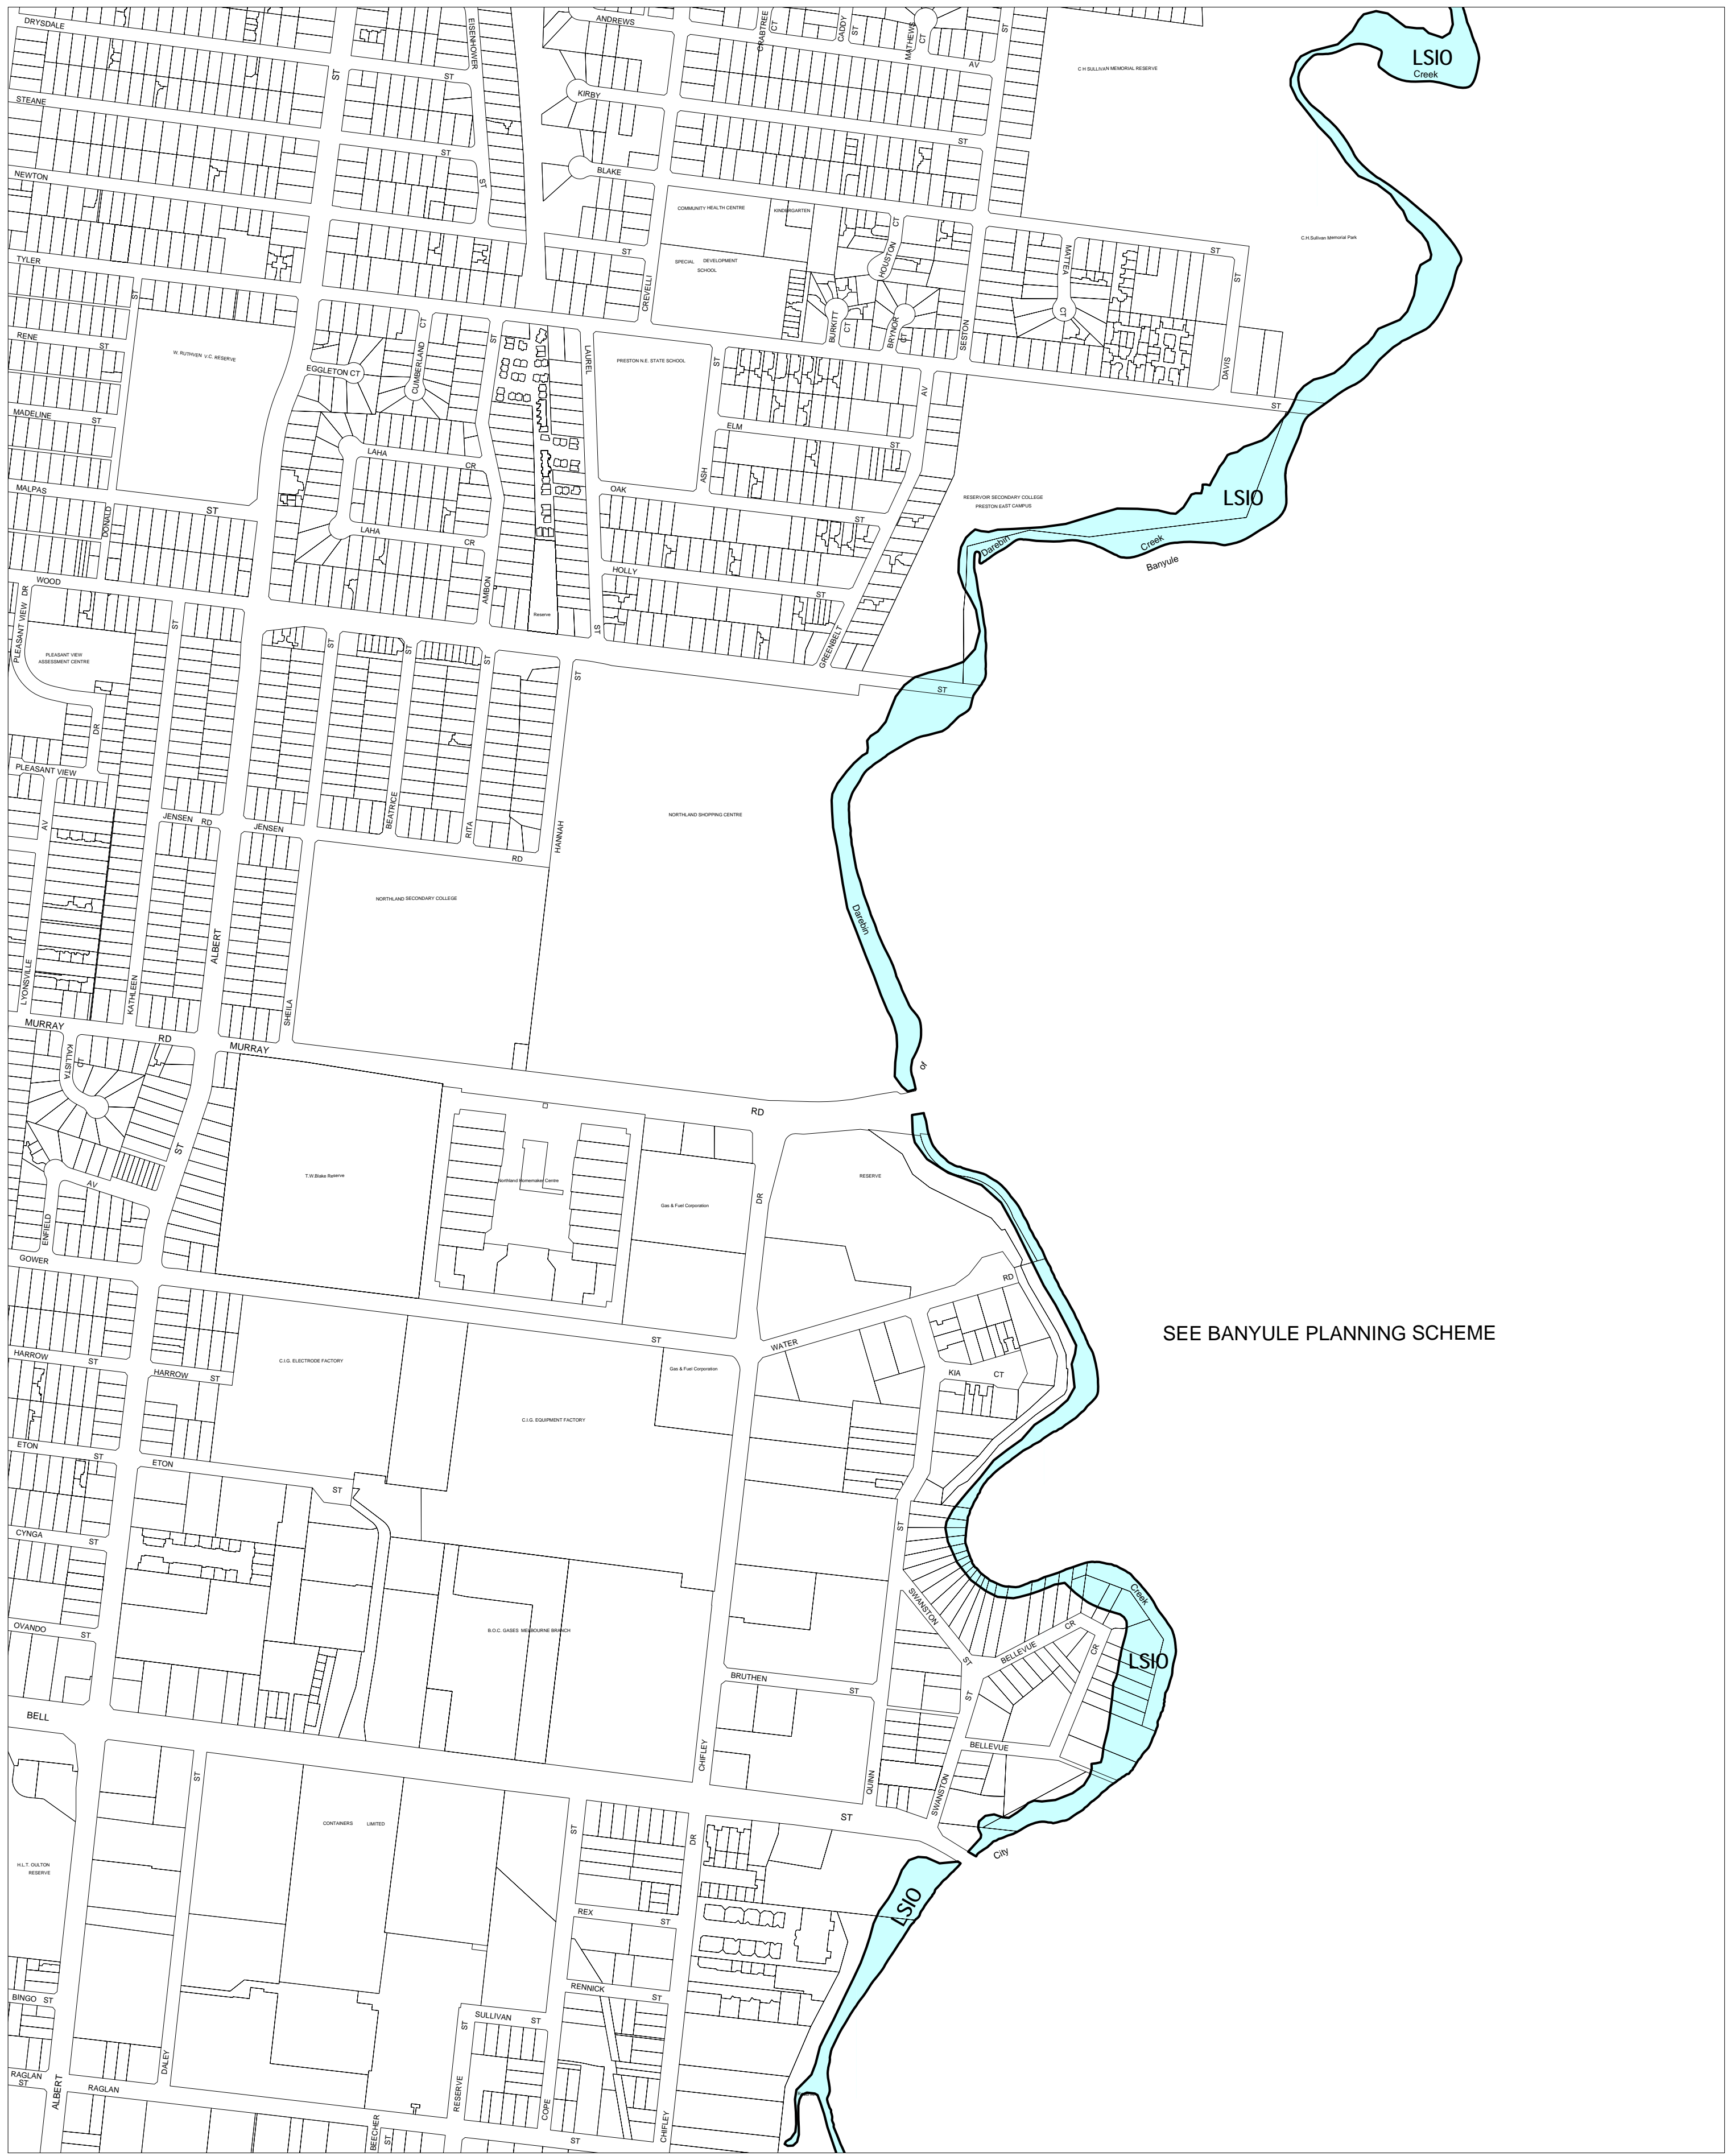 DRYSDALE
EISENHOWER
ANDREWS
CRABTREE
CT
CADDY
ST
MATHEWS
CT
ST
LSIO
Creek
ST
ST
AV
C.H SULLIVAN MEMORIAL RESERVE
STEANE
KIRBY
ST
ST
ST
NEWTON
BLAKE
COMMUNITY HEALTH CENTRE
KINDERGARTEN
CT
TYLER
ST
SPECIAL DEVELOPMENT
SCHOOL
HOUSTON
MATTEA
ST
C.H.Sullivan Memorial Park
ST
CREVELLI
ST
RENE
ST
W. RUTHVEN V.C. RESERVE
CUMBERLAND
CT
ST
LAUREL
PRESTON N.E. STATE SCHOOL
BURKITT
CT
BRYNOR
CT
SESTON
CT
EGGLETON CT
ST
AV
DAVIS
ST
MADELINE
ST
ELM
ST
LAHA
CR
ASH
MALPAS
OAK
RESERVOIR SECONDARY COLLEGE
PRESTON EAST CAMPUS
LSIO
DONALD
ST
ST
LAHA
CR
Darebin
Creek
Banyule
WOOD
DR
AMBON
HOLLY
ST
Reserve
PLEASANT VIEW
ST
ST
ST
ST
ST
GREENBELT
PLEASANT VIEW
ASSESSMENT CENTRE
ST
ST
DR
PLEASANT VIEW
AV
JENSEN RD
JENSEN
BEATRICE
RITA
HANNAH
RD
NORTHLAND SHOPPING CENTRE
NORTHLAND SECONDARY COLLEGE
Darebin
ALBERT
LYONSVILLE
KATHLEEN
SHEILA
MURRAY
RD
MURRAY
KALLISTA
CT
of
RD
ST
T.W.Blake Reserve
Northland Homemaker Centre
RESERVE
AV
DR
Gas & Fuel Corporation
ENFIELD
GOWER
RD
ST
WATER
SEE BANYULE PLANNING SCHEME
HARROW
ST
C.I.G. ELECTRODE FACTORY
Gas & Fuel Corporation
HARROW
ST
KIA CT
C.I.G. EQUIPMENT FACTORY
ETON
ST
ETON
ST
CYNGA
ST
ST
SWANSTON
Creek
OVANDO
ST
B.O.C. GASES MELBOURNE BRANCH
BELLEVUE
CR
CR
ST
LSIO
BRUTHEN
ST
ST
BELL
BELLEVUE
CHIFLEY
QUINN
SWANSTON
ST
CONTAINERS LIMITED
ST
ST
DR
City
H.L.T. OULTON
RESERVE
LSIO
REX
ST
BINGO ST
RENNICK
ST
SULLIVAN ST
ST
RAGLAN
ST
ALBERT
RAGLAN
DALEY
RESERVE
COPE
BEECHER
ST
ST
CHIFLEY